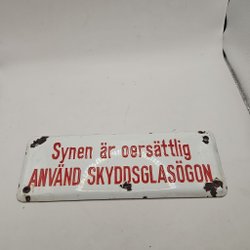 Synen är oersättlig
ANVÄND SKYDDSGLASÖGON